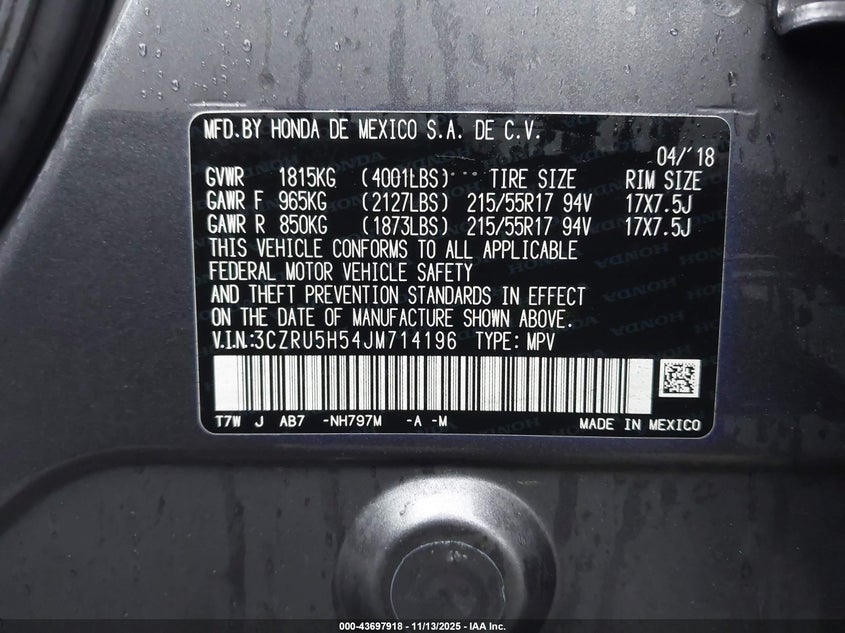 MFD.BY HONDA DE MEXICO S.A. DE C.V.
04/'18
GVWR 1815KG (4001LBS) TIRE SIZE RIM SIZE
GAWR F 965KG (2127LBS) 215/55R17 94V 17X7.5J
GAWR R 850KG (1873LBS) 215/55R17 94V 17X7.5J
THIS VEHICLE CONFORMS TO ALL APPLICABLE
FEDERAL MOTOR VEHICLE SAFETY
AND THEFT PREVENTION STANDARDS IN EFFECT
ON THE DATE OF MANUFACTURE SHOWN ABOVE.
V.I.N:3CZRU5H54JM714196 TYPE: MPV
T7W J AB7 -NH797M -A -M MADE IN MEXICO
000-43697918 - 11/13/2025 - IAA Inc.